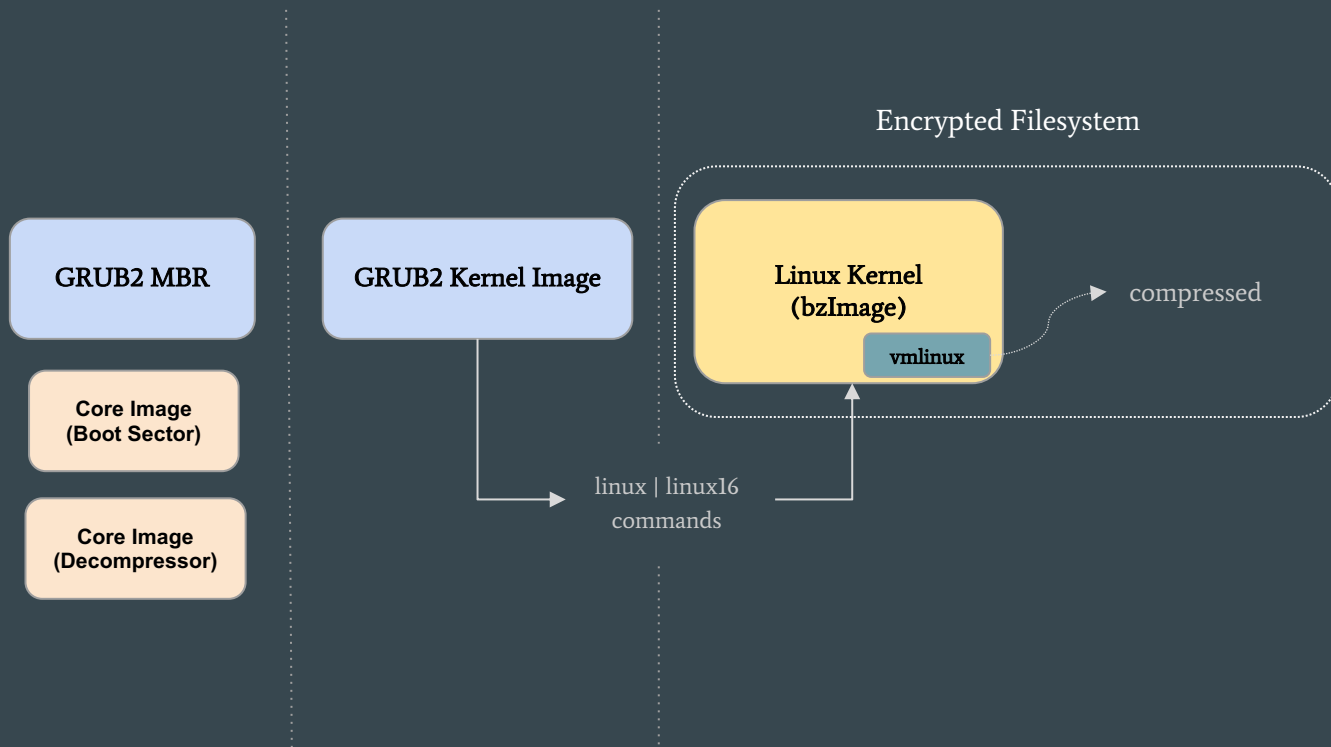 Encrypted Filesystem
GRUB2 MBR
GRUB2 Kernel Image
Linux Kernel
(bzImage)
compressed
vmlinux
Core Image
(Boot Sector)
linux | linux16
commands
Core Image
(Decompressor)